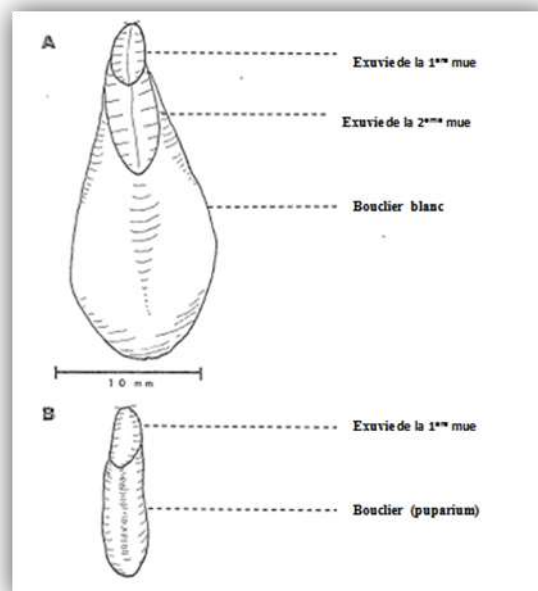 A
Exuvie de la 1ère mue
Exuvie de la 2ème mue
Bouclier blanc
10 mm
B
Exuvie de la 1ère mue
Bouclier (puparium)